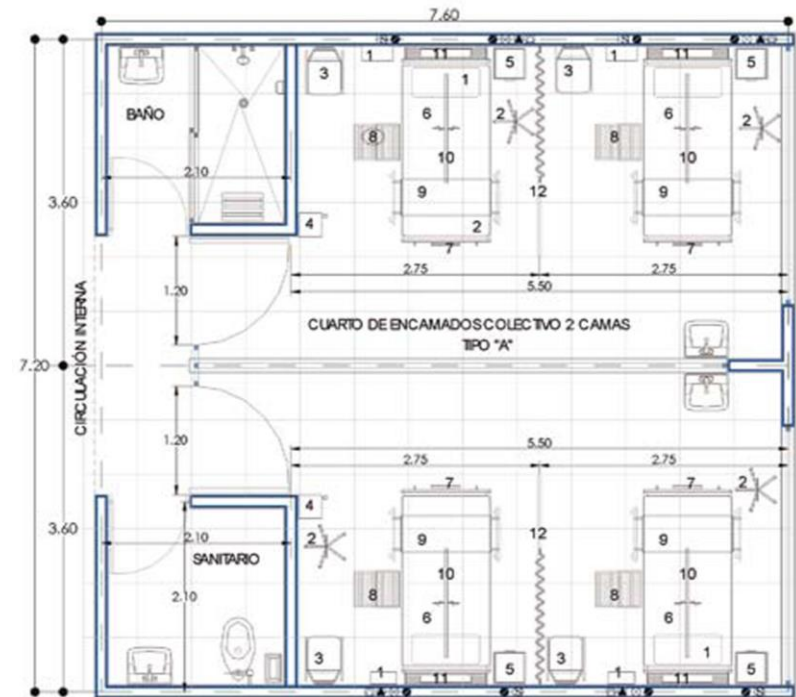 7.60
3 1 11 5 3 1 11 5
1
BAÑO
6 2 6 2
8 8
10 10
2.10
9 12 9
3.60
4 2
7 7
2.75 2.75
1.20
5.50
CUARTO DE ENCAMADOS COLECTIVO 2 CAMAS
TIPO "A"
CIRCULACIÓN INTERNA
7.20
1.20
5.50
2.75 2.75
7 7 2
4
3.60
2.10 2 9 12 9
SANITARIO
10 10
2.10
8 8
6 6
3 5 3 1 5
1 11 1 11